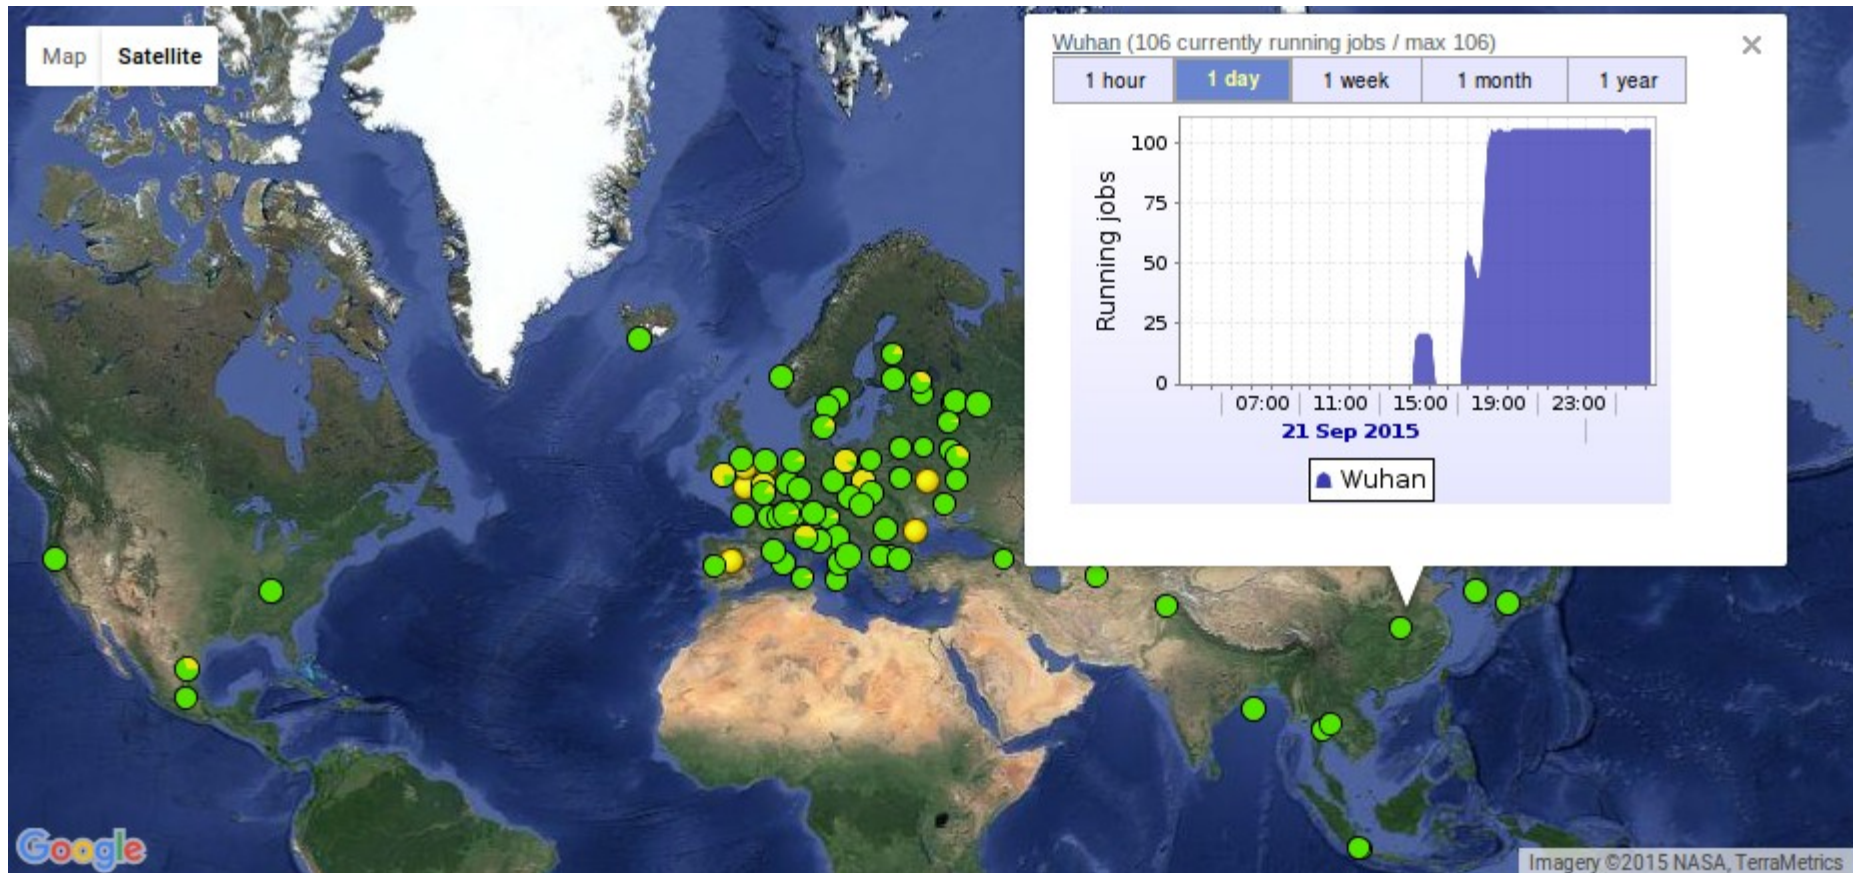 Map Satellite
Wuhan (106 currently running jobs / max 106)
1 hour 1 day 1 week 1 month 1 year
Running jobs
100
75
50
25
0
07:00 11:00 15:00 19:00 23:00
21 Sep 2015
Wuhan
Google
Imagery ©2015 NASA, TerraMetrics